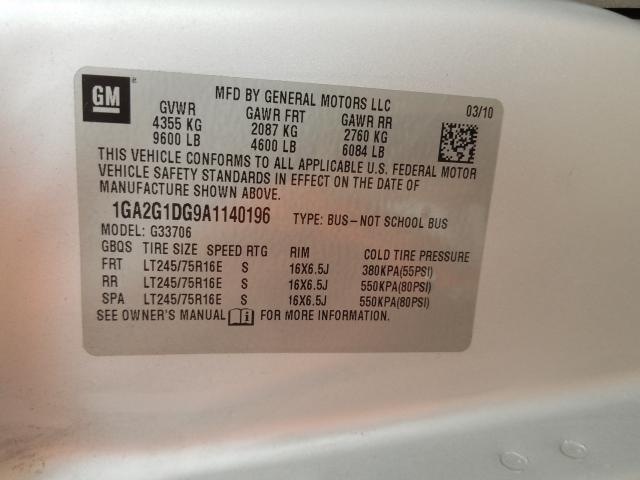 GM
MFD BY GENERAL MOTORS LLC 03/10
GVWR GAWR FRT GAWR RR
4355 KG 2087 KG 2760 KG
9600 LB 4600 LB 6084 LB
THIS VEHICLE CONFORMS TO ALL APPLICABLE U.S. FEDERAL MOTOR
VEHICLE SAFETY STANDARDS IN EFFECT ON THE DATE OF
MANUFACTURE SHOWN ABOVE.
1GA2G1DG9A1140196 TYPE: BUS-NOT SCHOOL BUS
MODEL: G33706
GBQS TIRE SIZE SPEED RTG RIM COLD TIRE PRESSURE
FRT LT245/75R16E S 16X6.5J 380KPA(55PSI)
RR LT245/75R16E S 16X6.5J 550KPA(80PSI)
SPA LT245/75R16E S 16X6.5J 550KPA(80PSI)
SEE OWNER'S MANUAL FOR MORE INFORMATION.